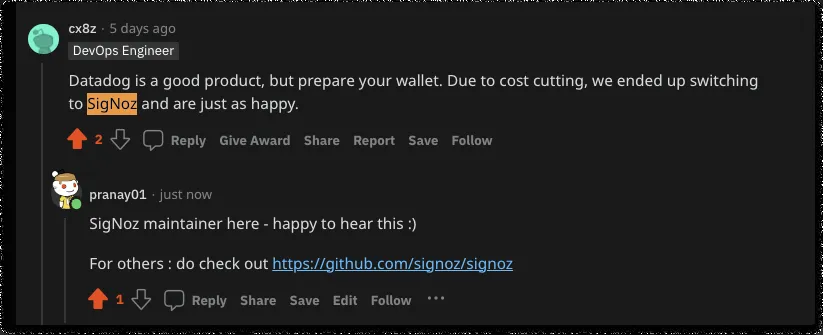 cx8z · 5 days ago
DevOps Engineer
Datadog is a good product, but prepare your wallet. Due to cost cutting, we ended up switching
to SigNoz and are just as happy.
2 Reply Give Award Share Report Save Follow
pranay01 · just now
SigNoz maintainer here - happy to hear this :)
For others : do check out https://github.com/signoz/signoz
1 Reply Share Save Edit Follow ···